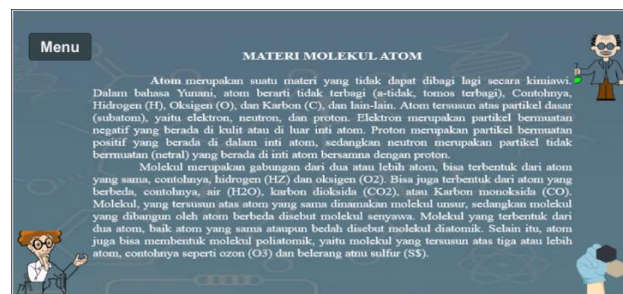 Menu
MATERI MOLEKUL ATOM
Atom merupakan suatu materi yang tidak dapat dibagi lagi secara kimiawi.
Dalam bahasa Yunani, atom berarti tidak terbagi (a-tidak, tomos terbagi), Contohnya,
Hidrogen (H), Oksigen (O), dan Karbon (C), dan lain-lain. Atom tersusun atas partikel dasar
(subatom), yaitu elektron, neutron, dan proton. Elektron merupakan partikel bermuatan
negatif yang berada di kulit atau di luar inti atom. Proton merupakan partikel bermuatan
positif yang berada di dalam inti atom, sedangkan neutron merupakan partikel tidak
bermuatan (netral) yang berada di inti atom bersamna dengan proton.
Molekul merupakan gabungan dari dua atau lebih atom, bisa terbentuk dari atom
yang sama, contohnya, hidrogen (HZ) dan oksigen (O2). Bisa juga terbentuk dari atom yang
berbeda, contohnya, air (H2O), karbon dioksida (CO2), atau Karbon monoksida (CO).
Molekul, yang tersusun atas atom yang sama dinamakan molekul unsur, sedangkan molekul
yang dibangun oleh atom berbeda disebut molekul senyawa. Molekul yang terbentuk dari
dua atom, baik atom yang sama ataupun bedah disebut molekul diatomik. Selain itu, atom
juga bisa membentuk molekul poliatomik, yaitu molekul yang tersusun atas tiga atau lebih
atom, contohnya seperti ozon (O3) dan belerang atnu sulfur (S$).